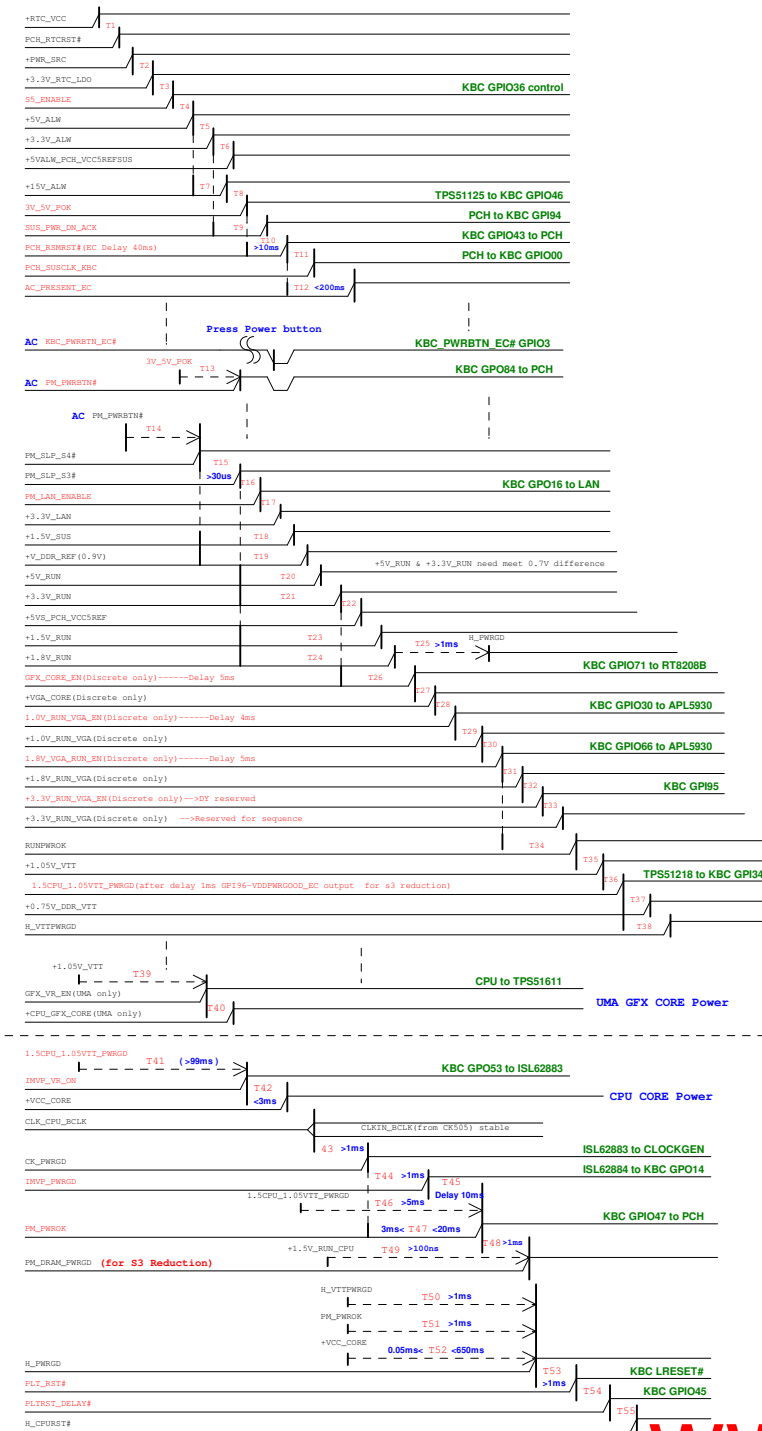 +RTC_VCC
T1
PCH_RTCRST#
+PWR_SRC
T2
+3.3V_RTC_LDO
T3
KBC GPIO36 control
S5_ENABLE
T4
+5V_ALW
T5
+3.3V_ALW
T6
+5VALW_PCH_VCC5REFSUS
+15V_ALW
T7
T8
TPS51125 to KBC GPIO46
3V_5V_POK
PCH to KBC GPI94
SUS_PWR_DN_ACK
T9
T10
KBC GPIO43 to PCH
PCH_RSMRST#(EC Delay 40ms)
>10ms
T11
PCH to KBC GPIO00
PCH_SUSCLK_KBC
AC_PRESENT_EC
T12 <200ms
Press Power button
AC KBC_PWRBTN_EC#
KBC_PWRBTN_EC# GPIO3
3V_5V_POK
T13
KBC GPO84 to PCH
AC PM_PWRBTN#
AC PM_PWRBTN#
T14
PM_SLP_S4#
T15
PM_SLP_S3#
>30us
T16
KBC GPO16 to LAN
PM_LAN_ENABLE
T17
+3.3V_LAN
+1.5V_SUS
T18
+V_DDR_REF(0.9V)
T19
+5V_RUN & +3.3V_RUN need meet 0.7V difference
+5V_RUN
T20
+3.3V_RUN
T21
T22
+5VS_PCH_VCC5REF
+1.5V_RUN
T23
T25 >1ms
H_PWRGD
+1.8V_RUN
T24
KBC GPIO71 to RT8208B
GFX_CORE_EN(Discrete only)------Delay 5ms
T26
T27
+VGA_CORE(Discrete only)
T28
KBC GPIO30 to APL5930
1.0V_RUN_VGA_EN(Discrete only)------Delay 4ms
T29
+1.0V_RUN_VGA(Discrete only)
T30
KBC GPIO66 to APL5930
1.8V_VGA_RUN_EN(Discrete only)------Delay 5ms
T31
+1.8V_RUN_VGA(Discrete only)
T32
KBC GPI95
+3.3V_RUN_VGA_EN(Discrete only)-->DY reserved
T33
+3.3V_RUN_VGA(Discrete only) -->Reserved for sequence
RUNPWROK
T34
+1.05V_VTT
T35
TPS51218 to KBC GPI34
1.5CPU_1.05VTT_PWRGD(after delay 1ms GPI96-VDDPWRGOOD_EC output for s3 reduction)
T36
+0.75V_DDR_VTT
T37
H_VTTPWRGD
T38
+1.05V_VTT
T39
CPU to TPS51611
GFX_VR_EN(UMA only)
T40
UMA GFX CORE Power
+CPU_GFX_CORE(UMA only)
1.5CPU_1.05VTT_PWRGD
T41 (>99ms)
KBC GPO53 to ISL62883
IMVP_VR_ON
T42
+VCC_CORE
<3ms
CPU CORE Power
CLK_CPU_BCLK
CLKIN_BCLK(from CK505) stable
43 >1ms
ISL62883 to CLOCKGEN
CK_PWRGD
T44 >1ms
T45
ISL62884 to KBC GPO14
IMVP_PWRGD
1.5CPU_1.05VTT_PWRGD
Delay 10ms
T46 >5ms
KBC GPIO47 to PCH
PM_PWROK
3ms< T47 <20ms
T48 >1ms
+1.5V_RUN_CPU
T49 >100ns
PM_DRAM_PWRGD (for S3 Reduction)
H_VTTPWRGD
T50 >1ms
PM_PWROK
T51 >1ms
+VCC_CORE
0.05ms< T52 <650ms
H_PWRGD
T53
KBC LRESET#
PLT_RST#
>1ms
T54
KBC GPIO45
PLTRST_DELAY#
T55
H_CPURST#